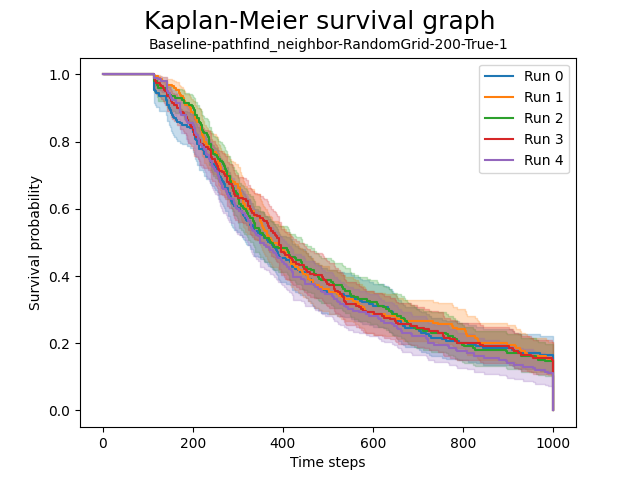 Kaplan-Meier survival graph
Baseline-pathfind_neighbor-RandomGrid-200-True-1
Survival probability
1.0
0.8
0.6
0.4
0.2
0.0
Run 0
Run 1
Run 2
Run 3
Run 4
0 200 400 600 800 1000
Time steps